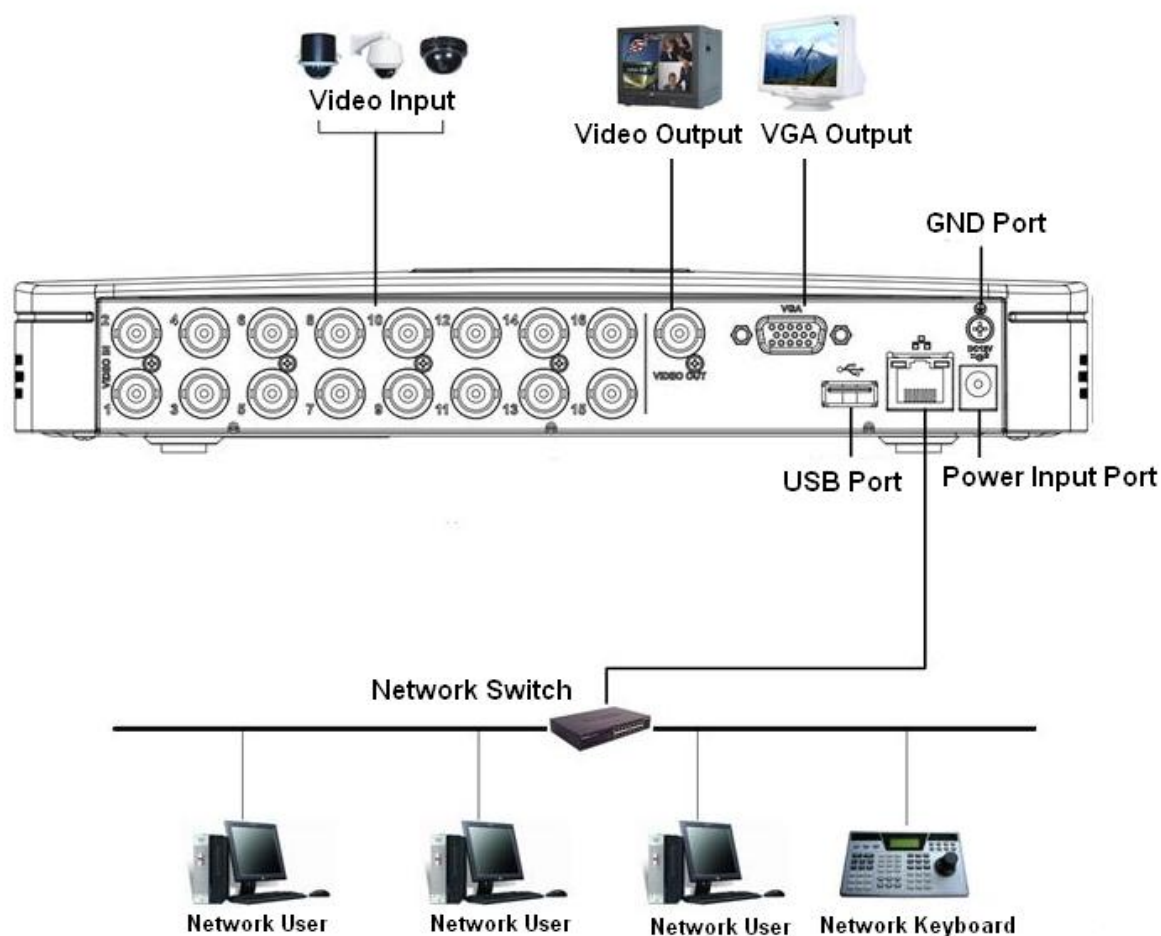 Video Input
Video Output
VGA Output
GND Port
2 4 6 8 10 12 14 16
VGA
VIDEO IN
VIDEO OUT
DC12V
1 3 5 7 9 11 13 15
USB Port
Power Input Port
Network Switch
Network User
Network User
Network User
Network Keyboard